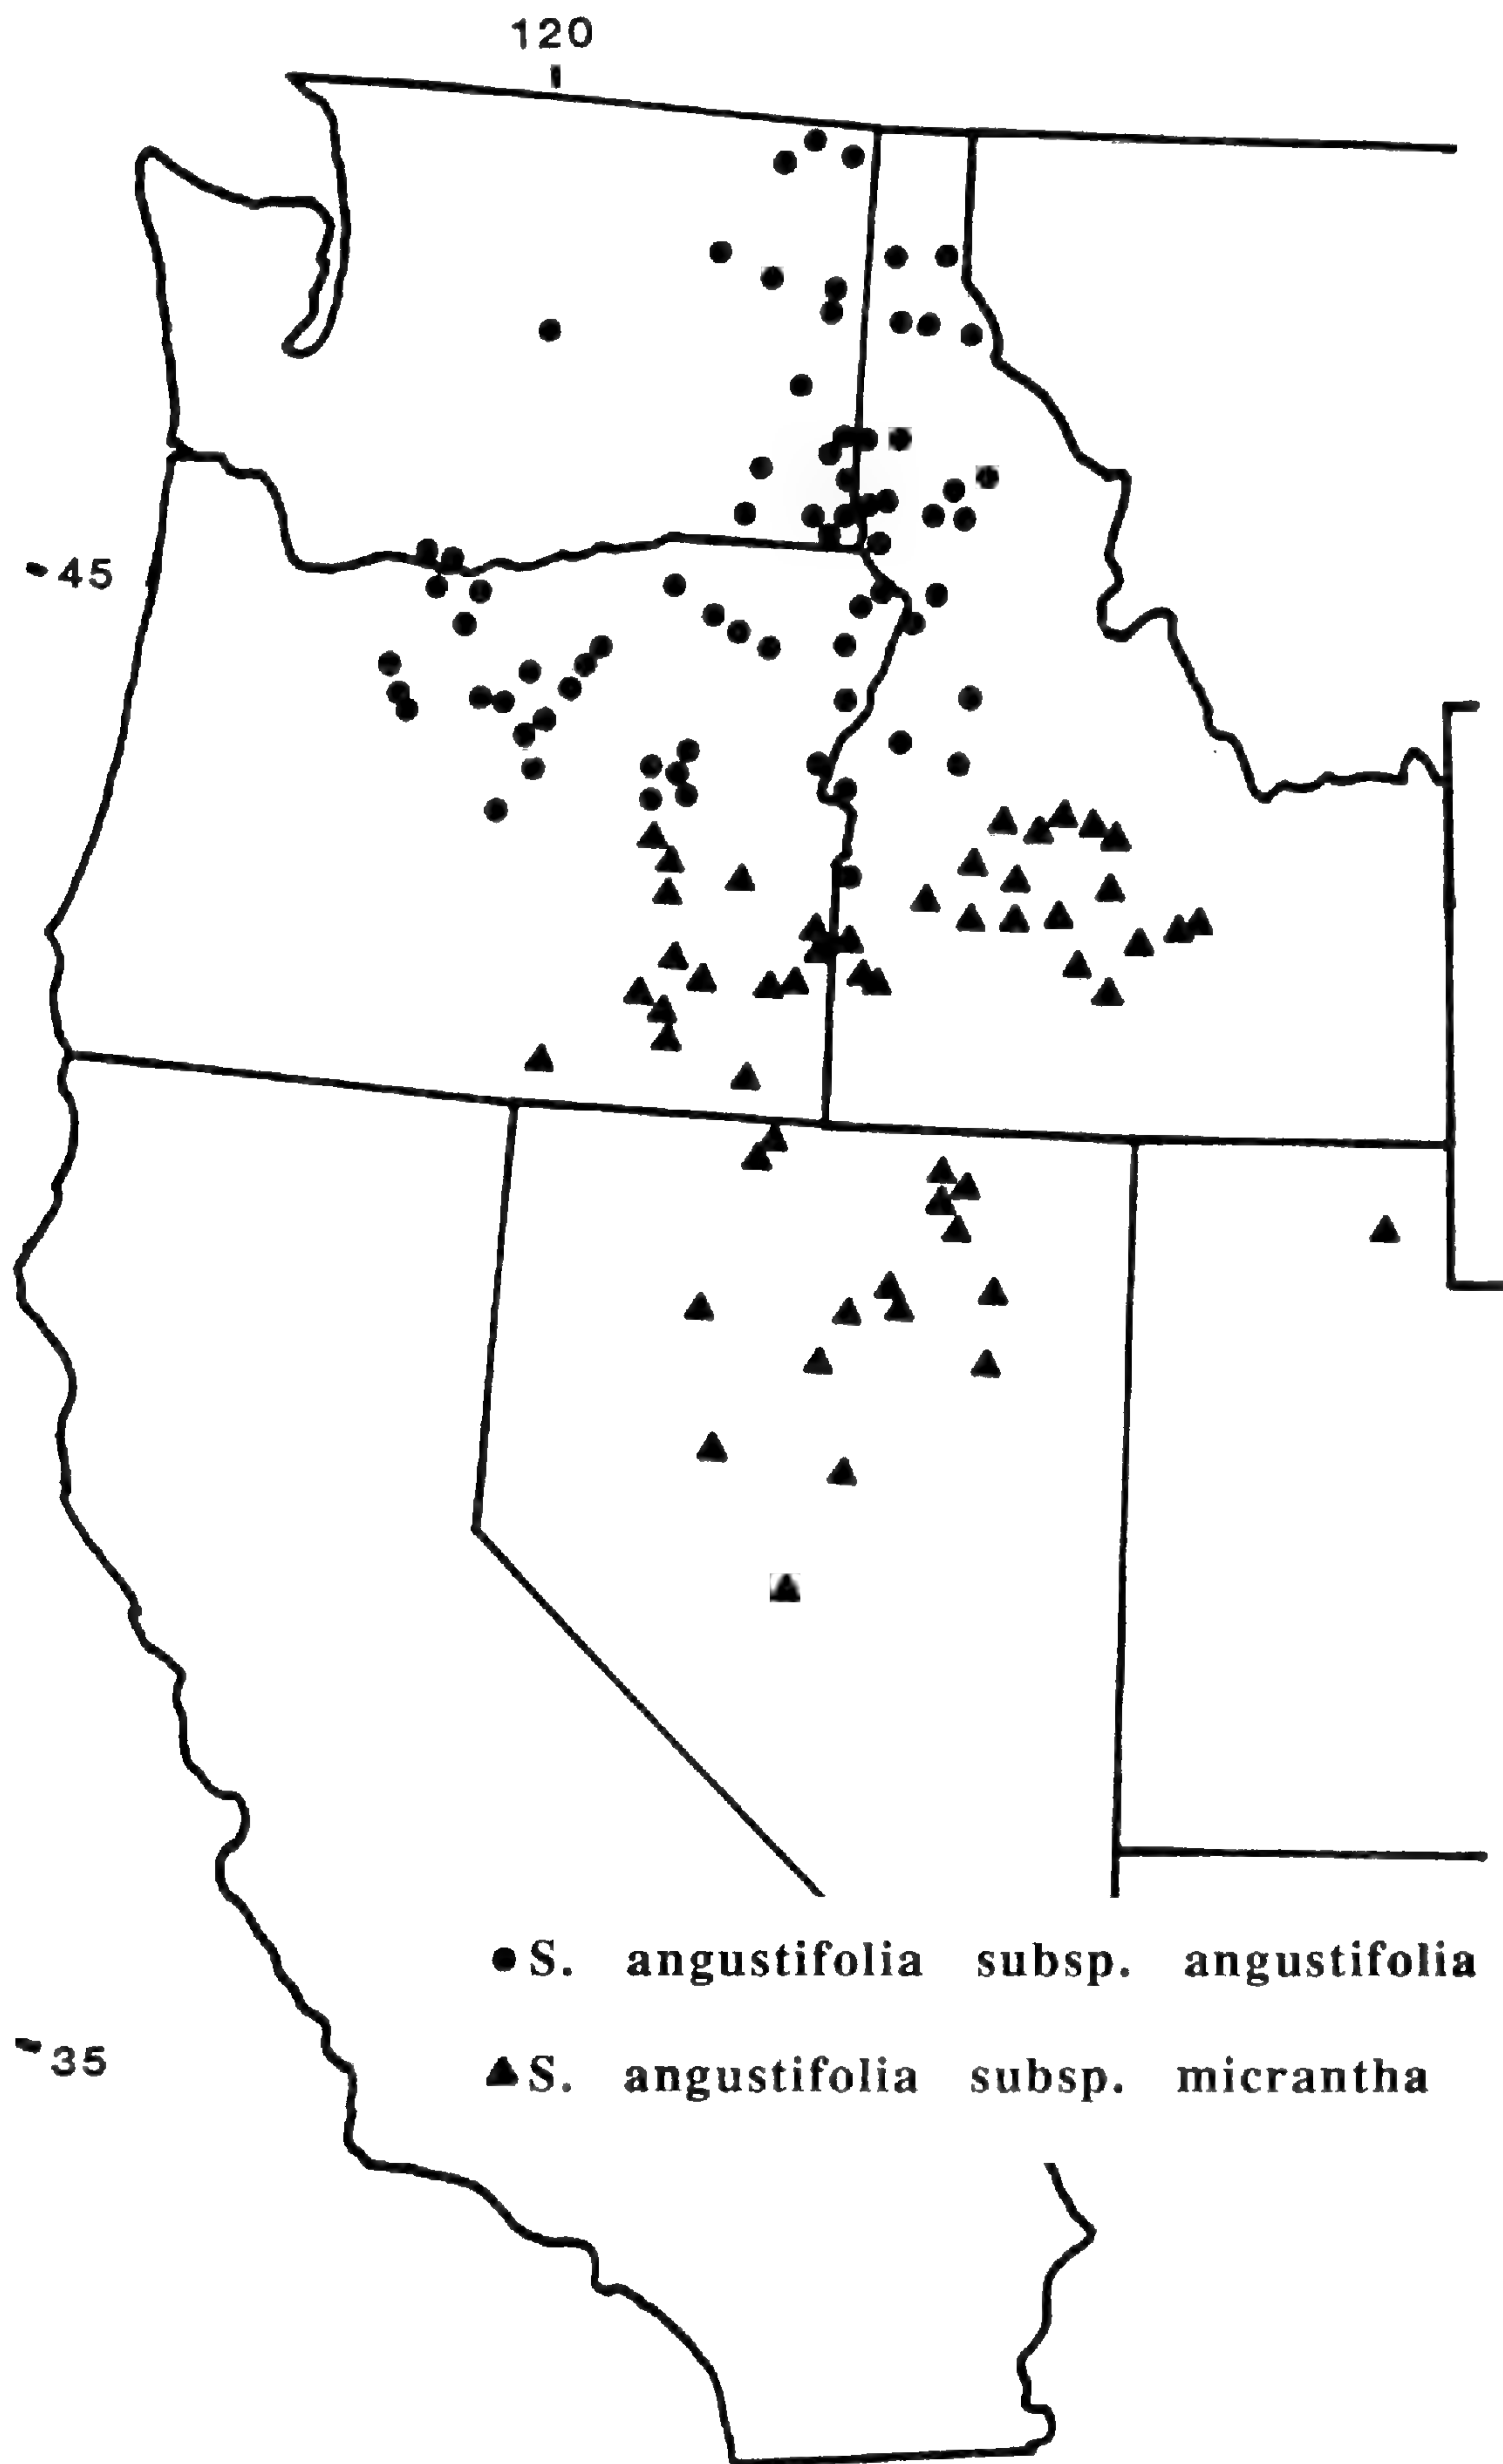 120
45
● S. angustifolia subsp. angustifolia
▲ S. angustifolia subsp. micrantha
35